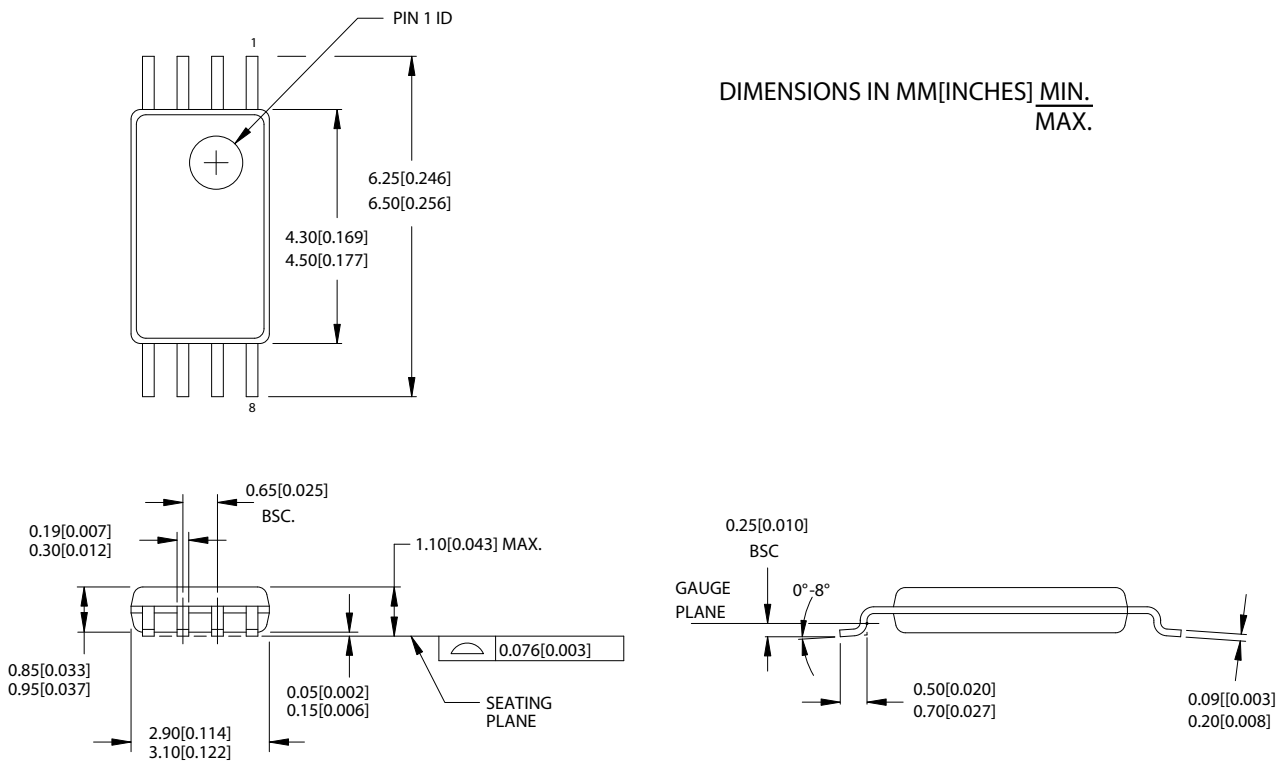 PIN 1 ID
1
DIMENSIONS IN MM[INCHES] MIN.
MAX.
6.25[0.246]
6.50[0.256]
4.30[0.169]
4.50[0.177]
8
0.65[0.025]
BSC.
0.19[0.007]
0.30[0.012]
1.10[0.043] MAX.
0.85[0.033]
0.95[0.037]
0.076[0.003]
0.05[0.002]
0.15[0.006]
SEATING
PLANE
2.90[0.114]
3.10[0.122]
0.25[0.010]
BSC
GAUGE
PLANE
0°-8°
0.50[0.020]
0.70[0.027]
0.09[[0.003]
0.20[0.008]